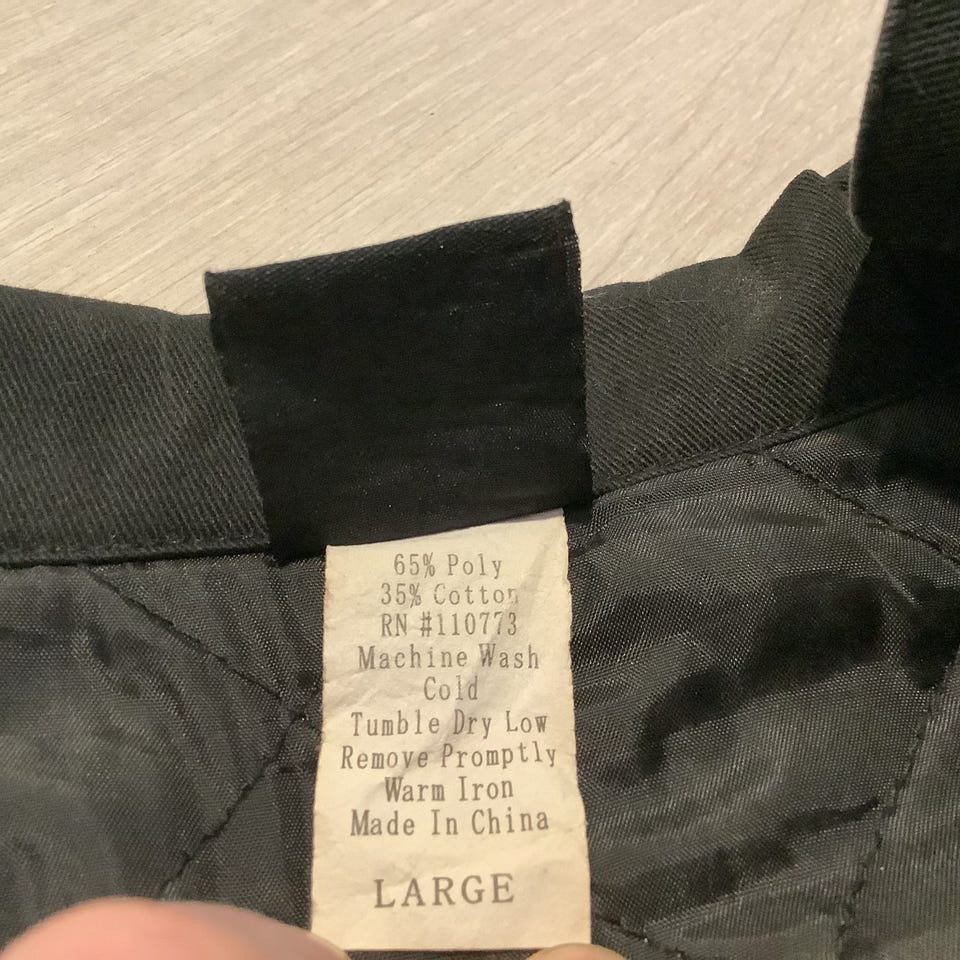 65% Poly
35% Cotton
RN #110773
Machine Wash
Cold
Tumble Dry Low
Remove Promptly
Warm Iron
Made In China
LARGE